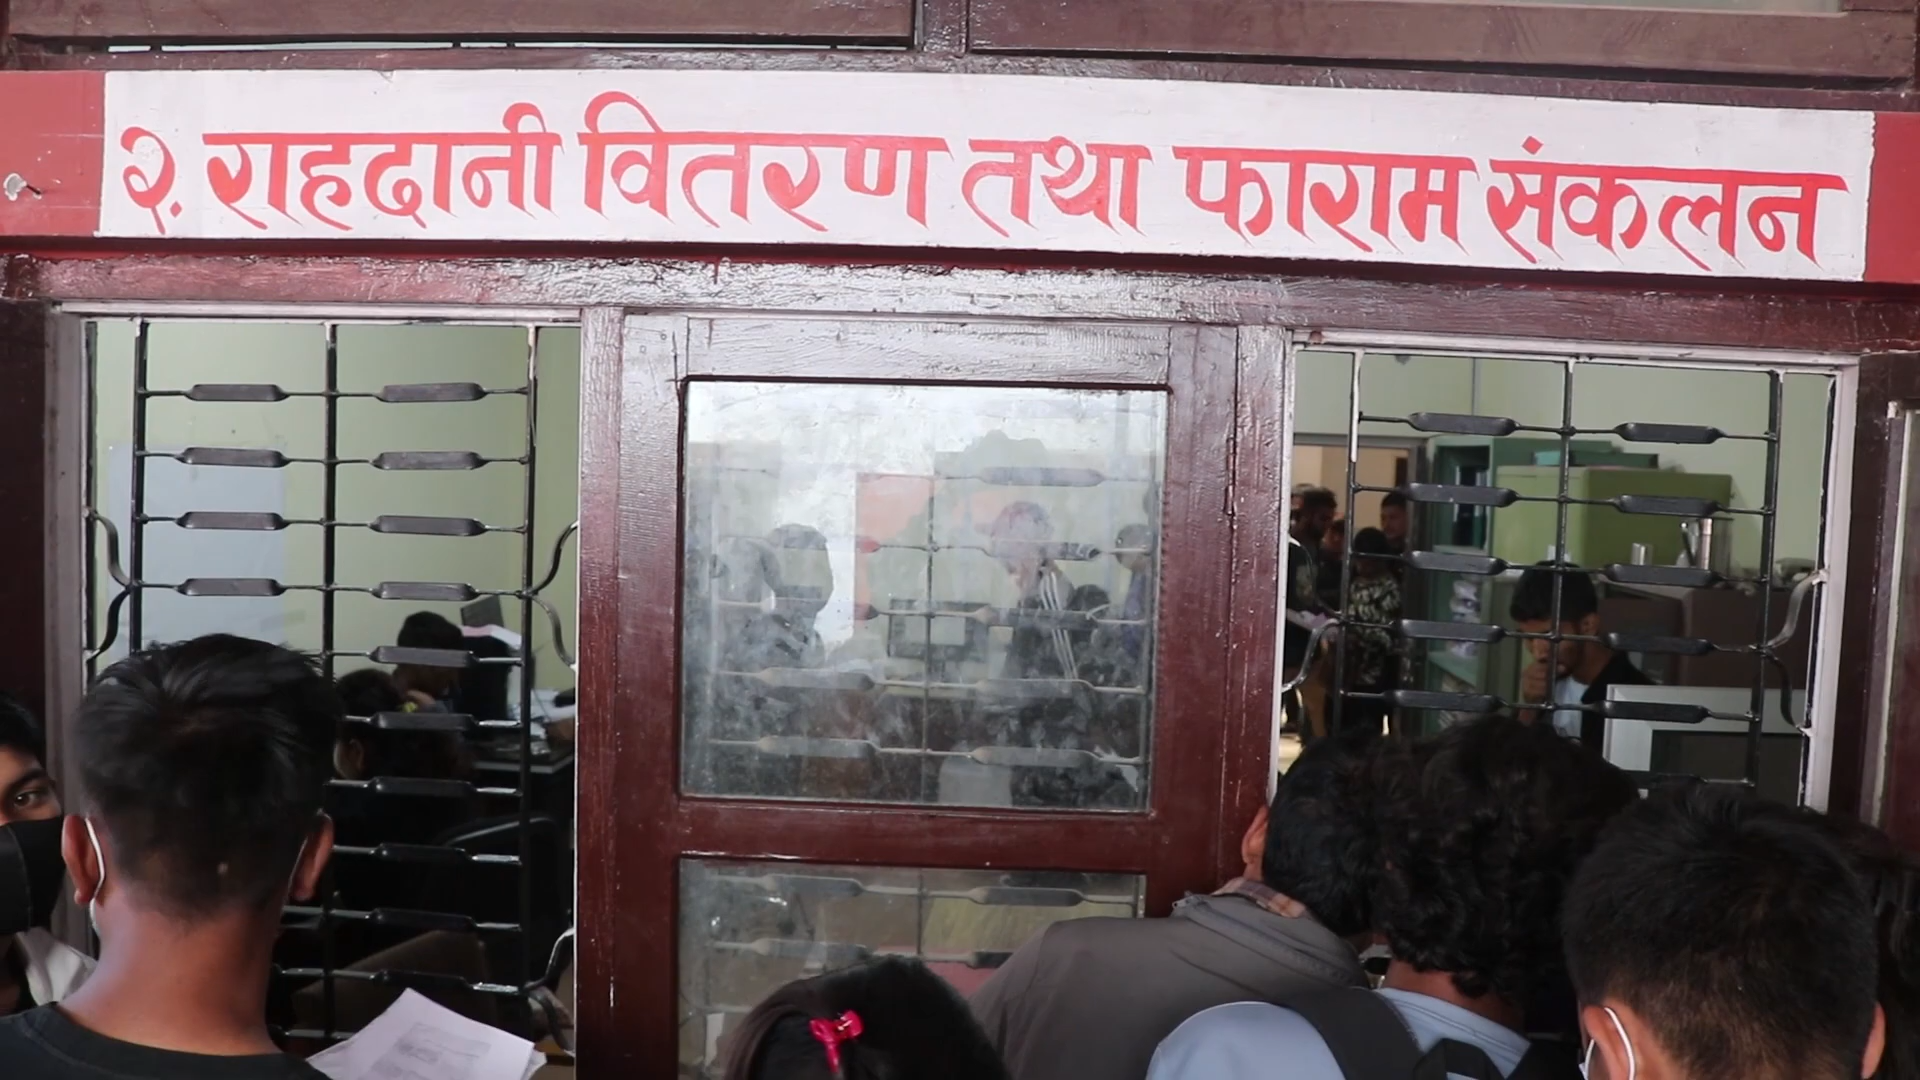 २. राहदानी वितरण तथा फाराम संकलन